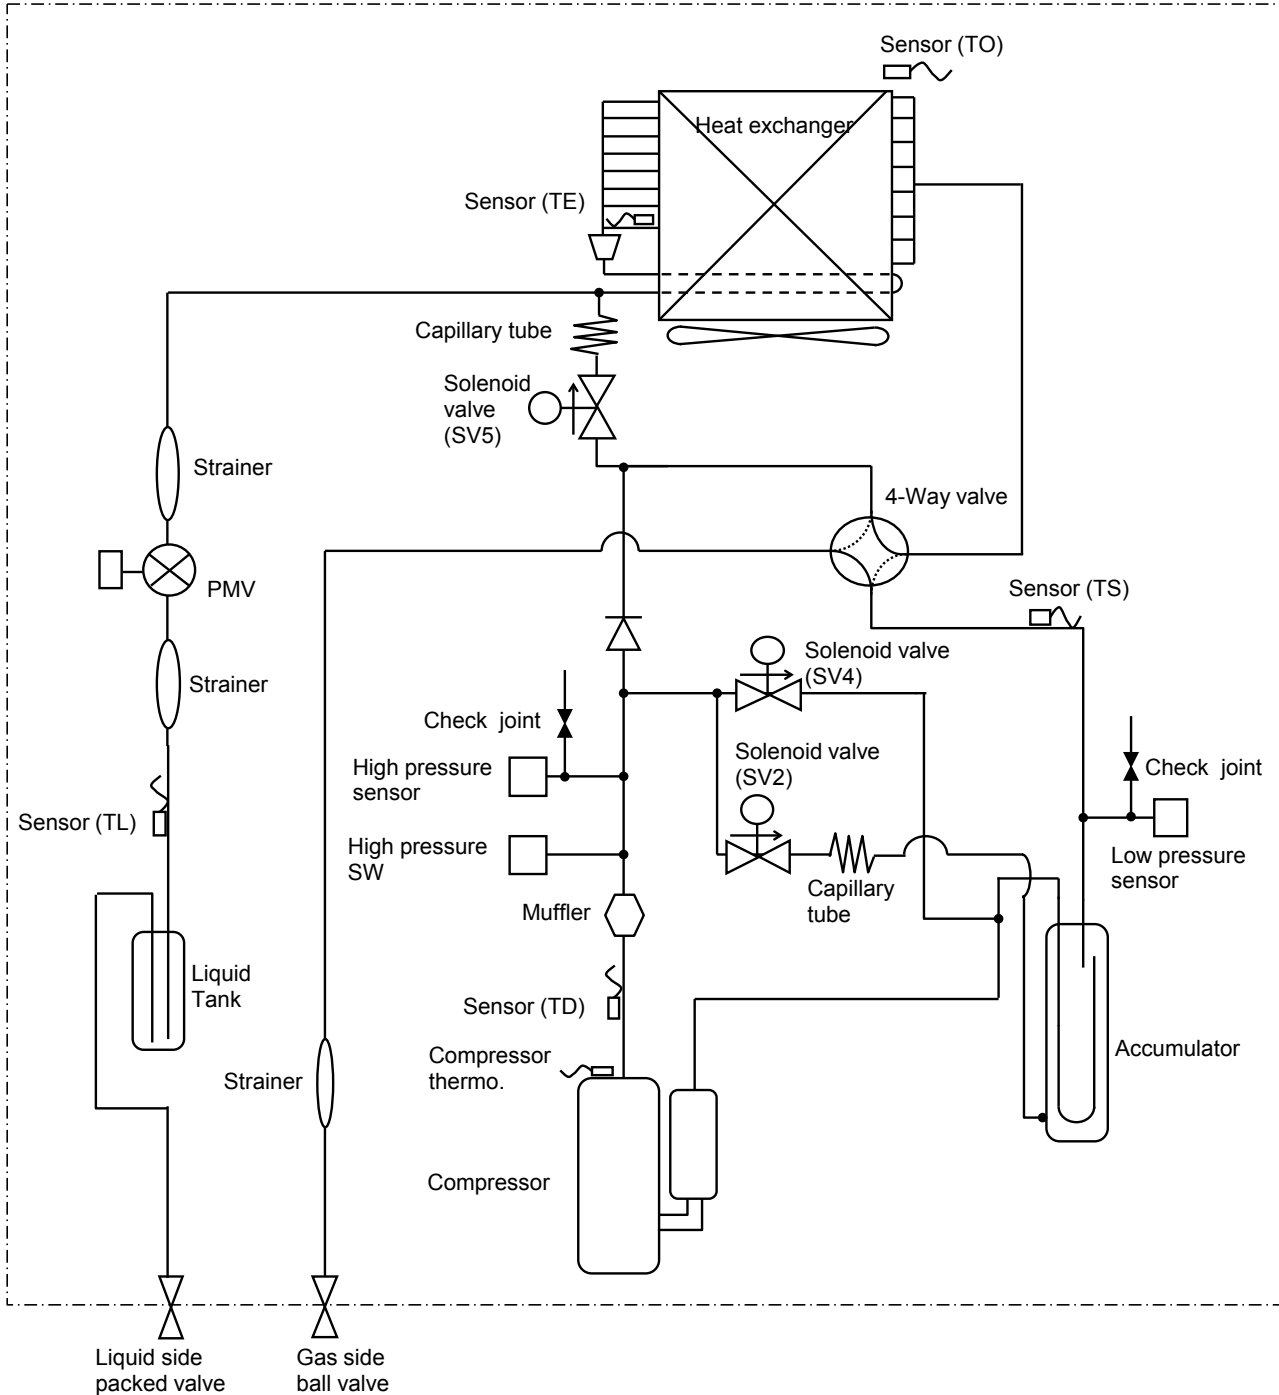 Sensor (TO)
Heat exchanger
Sensor (TE)
Capillary tube
Solenoid
valve
(SV5)
Strainer
4-Way valve
PMV
Sensor (TS)
Solenoid valve
(SV4)
Strainer
Check joint
High pressure
sensor
Solenoid valve
(SV2)
Check joint
Sensor (TL)
High pressure
SW
Low pressure
sensor
Capillary
tube
Muffler
Liquid
Tank
Sensor (TD)
Accumulator
Compressor
thermo.
Strainer
Compressor
Liquid side
packed valve
Gas side
ball valve